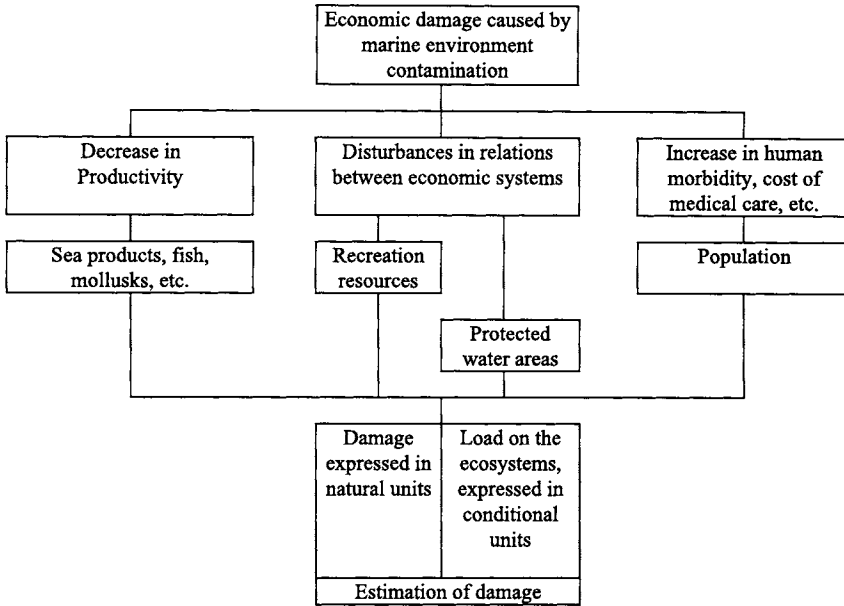 Economic damage caused by
marine environment
contamination
Decrease in
Productivity
Disturbances in relations
between economic systems
Increase in human
morbidity, cost of
medical care, etc.
Sea products, fish,
mollusks, etc.
Recreation
resources
Population
Protected
water areas
Damage
expressed in
natural units
Load on the
ecosystems,
expressed in
conditional
units
Estimation of damage